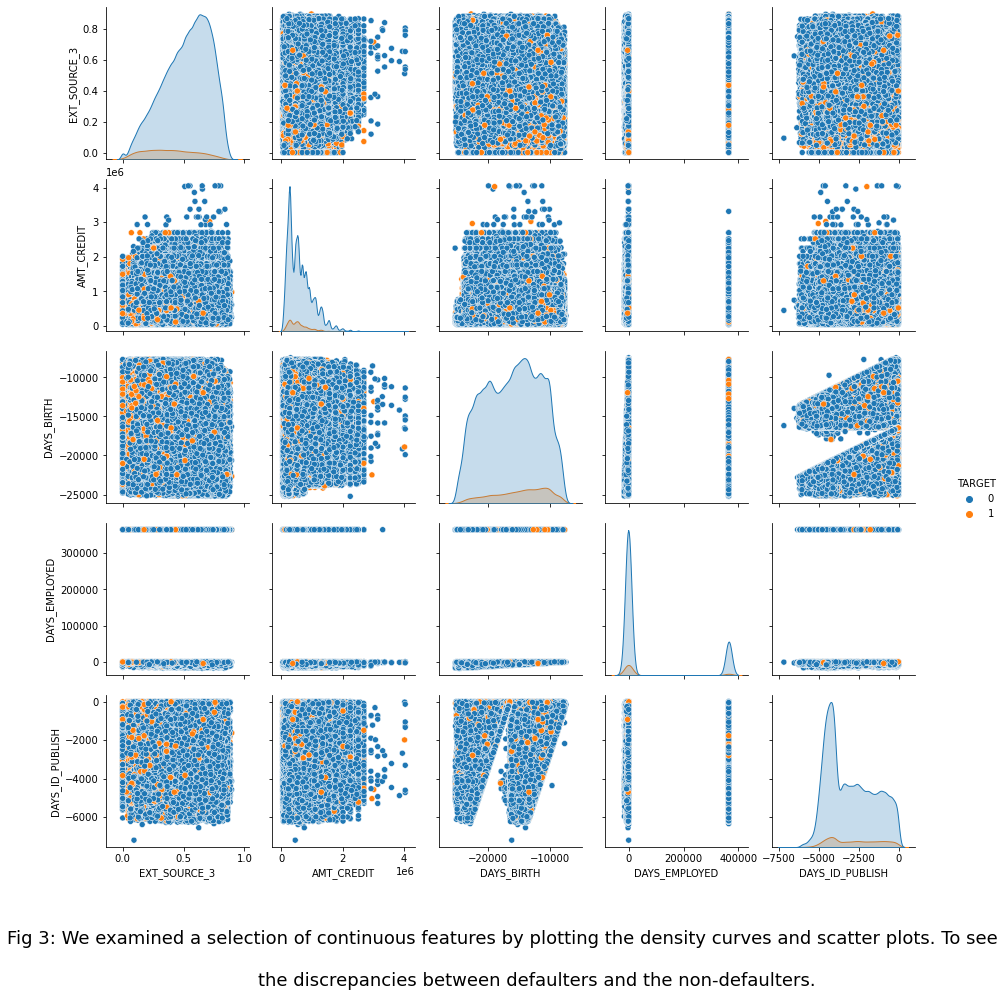 EXT_SOURCE_3
0.8
0.6
0.4
0.2
0.0
1e6
AMT_CREDIT
4
3
2
1
0
DAYS_BIRTH
−10000
−15000
−20000
−25000
TARGET
0
1
DAYS_EMPLOYED
300000
200000
100000
0
DAYS_ID_PUBLISH
0
−2000
−4000
−6000
0.0 0.5 1.0 0 2 4 −20000 −10000 0 200000 400000 −7500 −5000 −2500 0
1e6
EXT_SOURCE_3 AMT_CREDIT DAYS_BIRTH DAYS_EMPLOYED DAYS_ID_PUBLISH
Fig 3: We examined a selection of continuous features by plotting the density curves and scatter plots. To see
the discrepancies between defaulters and the non-defaulters.